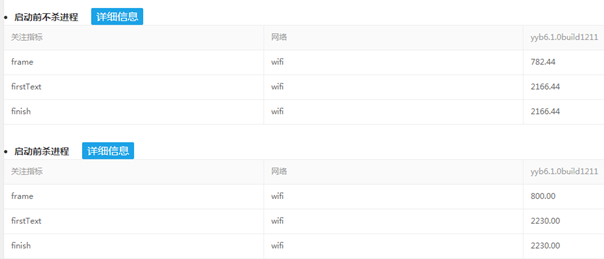 启动前不杀进程 详细信息
关注指标 网络 yyb6.1.0build1211
frame wifi 782.44
firstText wifi 2166.44
finish wifi 2166.44
启动前杀进程 详细信息
关注指标 网络 yyb6.1.0build1211
frame wifi 800.00
firstText wifi 2230.00
finish wifi 2230.00